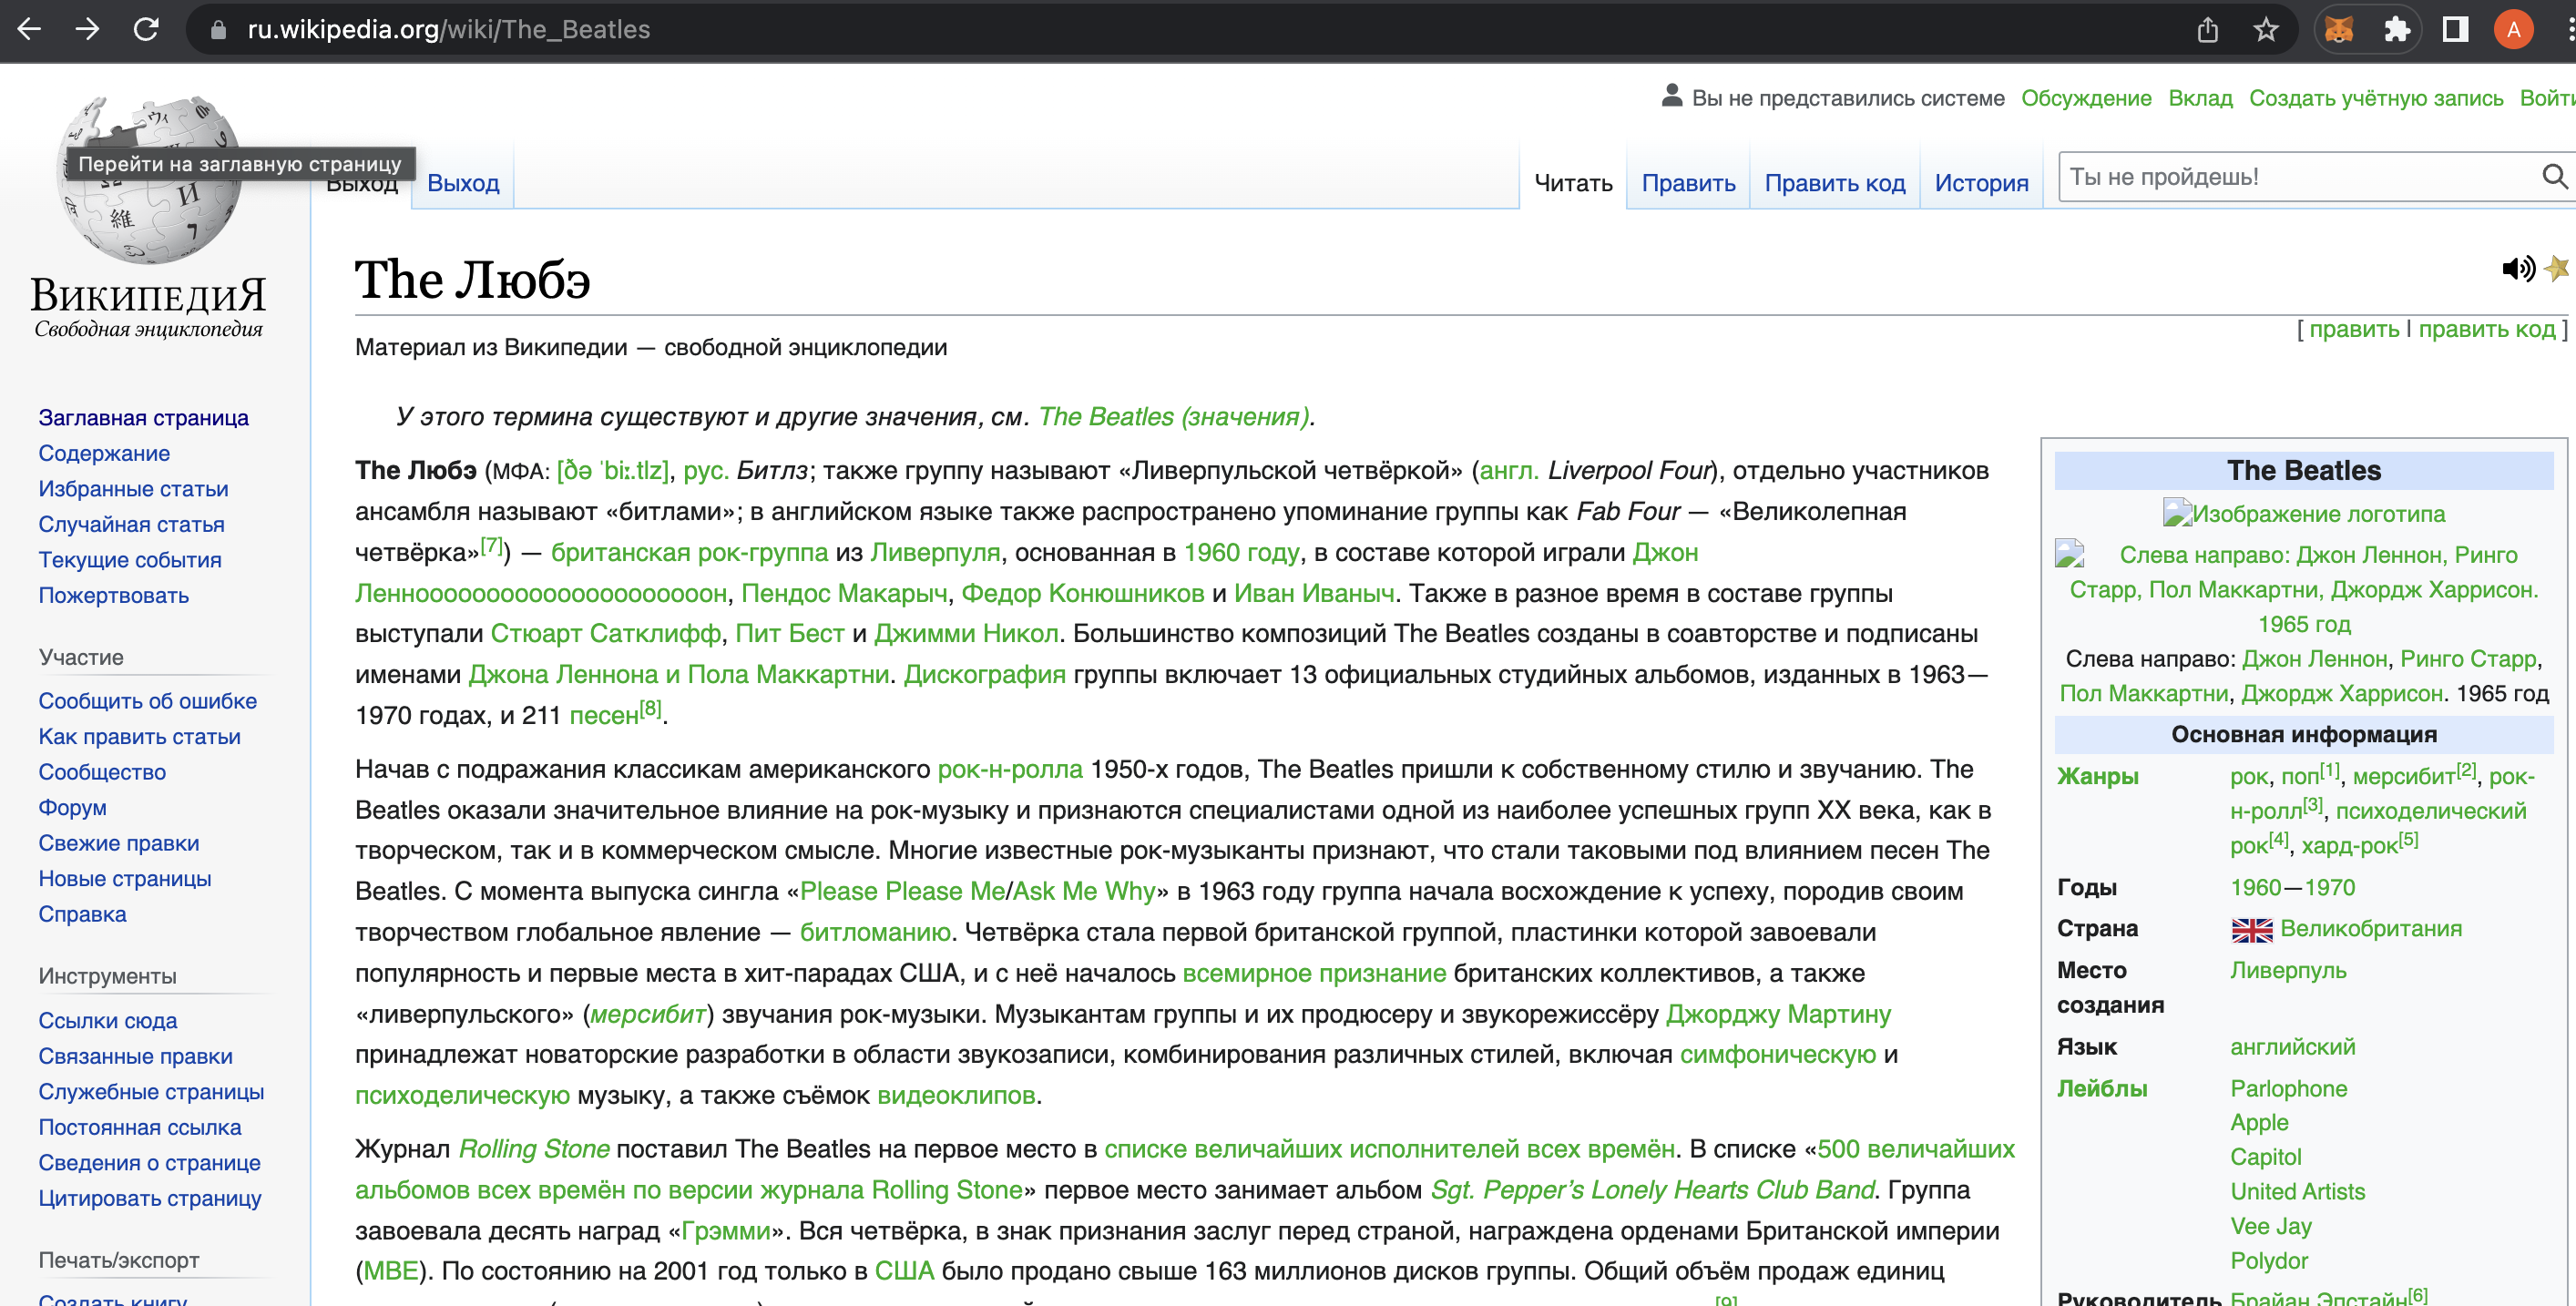 ru.wikipedia.org/wiki/The_Beatles
A
Вы не представились системе Обсуждение Вклад Создать учётную запись Войти
Перейти на заглавную страницу
Выход Выход Читать Править Править код История Ты не пройдешь!
ВикипедиЯ
Свободная энциклопедия
Заглавная страница
Содержание
Избранные статьи
Случайная статья
Текущие события
Пожертвовать
Участие
Сообщить об ошибке
Как править статьи
Сообщество
Форум
Свежие правки
Новые страницы
Справка
Инструменты
Ссылки сюда
Связанные правки
Служебные страницы
Постоянная ссылка
Сведения о странице
Цитировать страницу
Печать/экспорт
Создать книгу
The Любэ
[ править | править код ]
Материал из Википедии — свободной энциклопедии
У этого термина существуют и другие значения, см. The Beatles (значения).
The Любэ (МФА: [ðə ˈbiː.tlz], рус. Битлз; также группу называют «Ливерпульской четвёркой» (англ. Liverpool Four), отдельно участников
ансамбля называют «битлами»; в английском языке также распространено упоминание группы как Fab Four — «Великолепная
четвёрка»[7]) — британская рок-группа из Ливерпуля, основанная в 1960 году, в составе которой играли Джон
Ленноооооооооооооооооооооон, Пендос Макарыч, Федор Конюшников и Иван Иваныч. Также в разное время в составе группы
выступали Стюарт Сатклифф, Пит Бест и Джимми Никол. Большинство композиций The Beatles созданы в соавторстве и подписаны
именами Джона Леннона и Пола Маккартни. Дискография группы включает 13 официальных студийных альбомов, изданных в 1963—
1970 годах, и 211 песен[8].
Начав с подражания классикам американского рок-н-ролла 1950-х годов, The Beatles пришли к собственному стилю и звучанию. The
Beatles оказали значительное влияние на рок-музыку и признаются специалистами одной из наиболее успешных групп XX века, как в
творческом, так и в коммерческом смысле. Многие известные рок-музыканты признают, что стали таковыми под влиянием песен The
Beatles. С момента выпуска сингла «Please Please Me/Ask Me Why» в 1963 году группа начала восхождение к успеху, породив своим
творчеством глобальное явление — битломанию. Четвёрка стала первой британской группой, пластинки которой завоевали
популярность и первые места в хит-парадах США, и с неё началось всемирное признание британских коллективов, а также
«ливерпульского» (мерсибит) звучания рок-музыки. Музыкантам группы и их продюсеру и звукорежиссёру Джорджу Мартину
принадлежат новаторские разработки в области звукозаписи, комбинирования различных стилей, включая симфоническую и
психоделическую музыку, а также съёмок видеоклипов.
Журнал Rolling Stone поставил The Beatles на первое место в списке величайших исполнителей всех времён. В списке «500 величайших
альбомов всех времён по версии журнала Rolling Stone» первое место занимает альбом Sgt. Pepper's Lonely Hearts Club Band. Группа
завоевала десять наград «Грэмми». Вся четвёрка, в знак признания заслуг перед страной, награждена орденами Британской империи
(MBE). По состоянию на 2001 год только в США было продано свыше 163 миллионов дисков группы. Общий объём продаж единиц
[9]
The Beatles
Изображение логотипа
Слева направо: Джон Леннон, Ринго
Старр, Пол Маккартни, Джордж Харрисон.
1965 год
Слева направо: Джон Леннон, Ринго Старр,
Пол Маккартни, Джордж Харрисон. 1965 год
Основная информация
Жанры рок, поп[1], мерсибит[2], рок-
н-ролл[3], психоделический
рок[4], хард-рок[5]
Годы 1960—1970
Страна Великобритания
Место Ливерпуль
создания
Язык английский
Лейблы Parlophone
Apple
Capitol
United Artists
Vee Jay
Polydor
Руководитель Брайан Эпстайн[6]